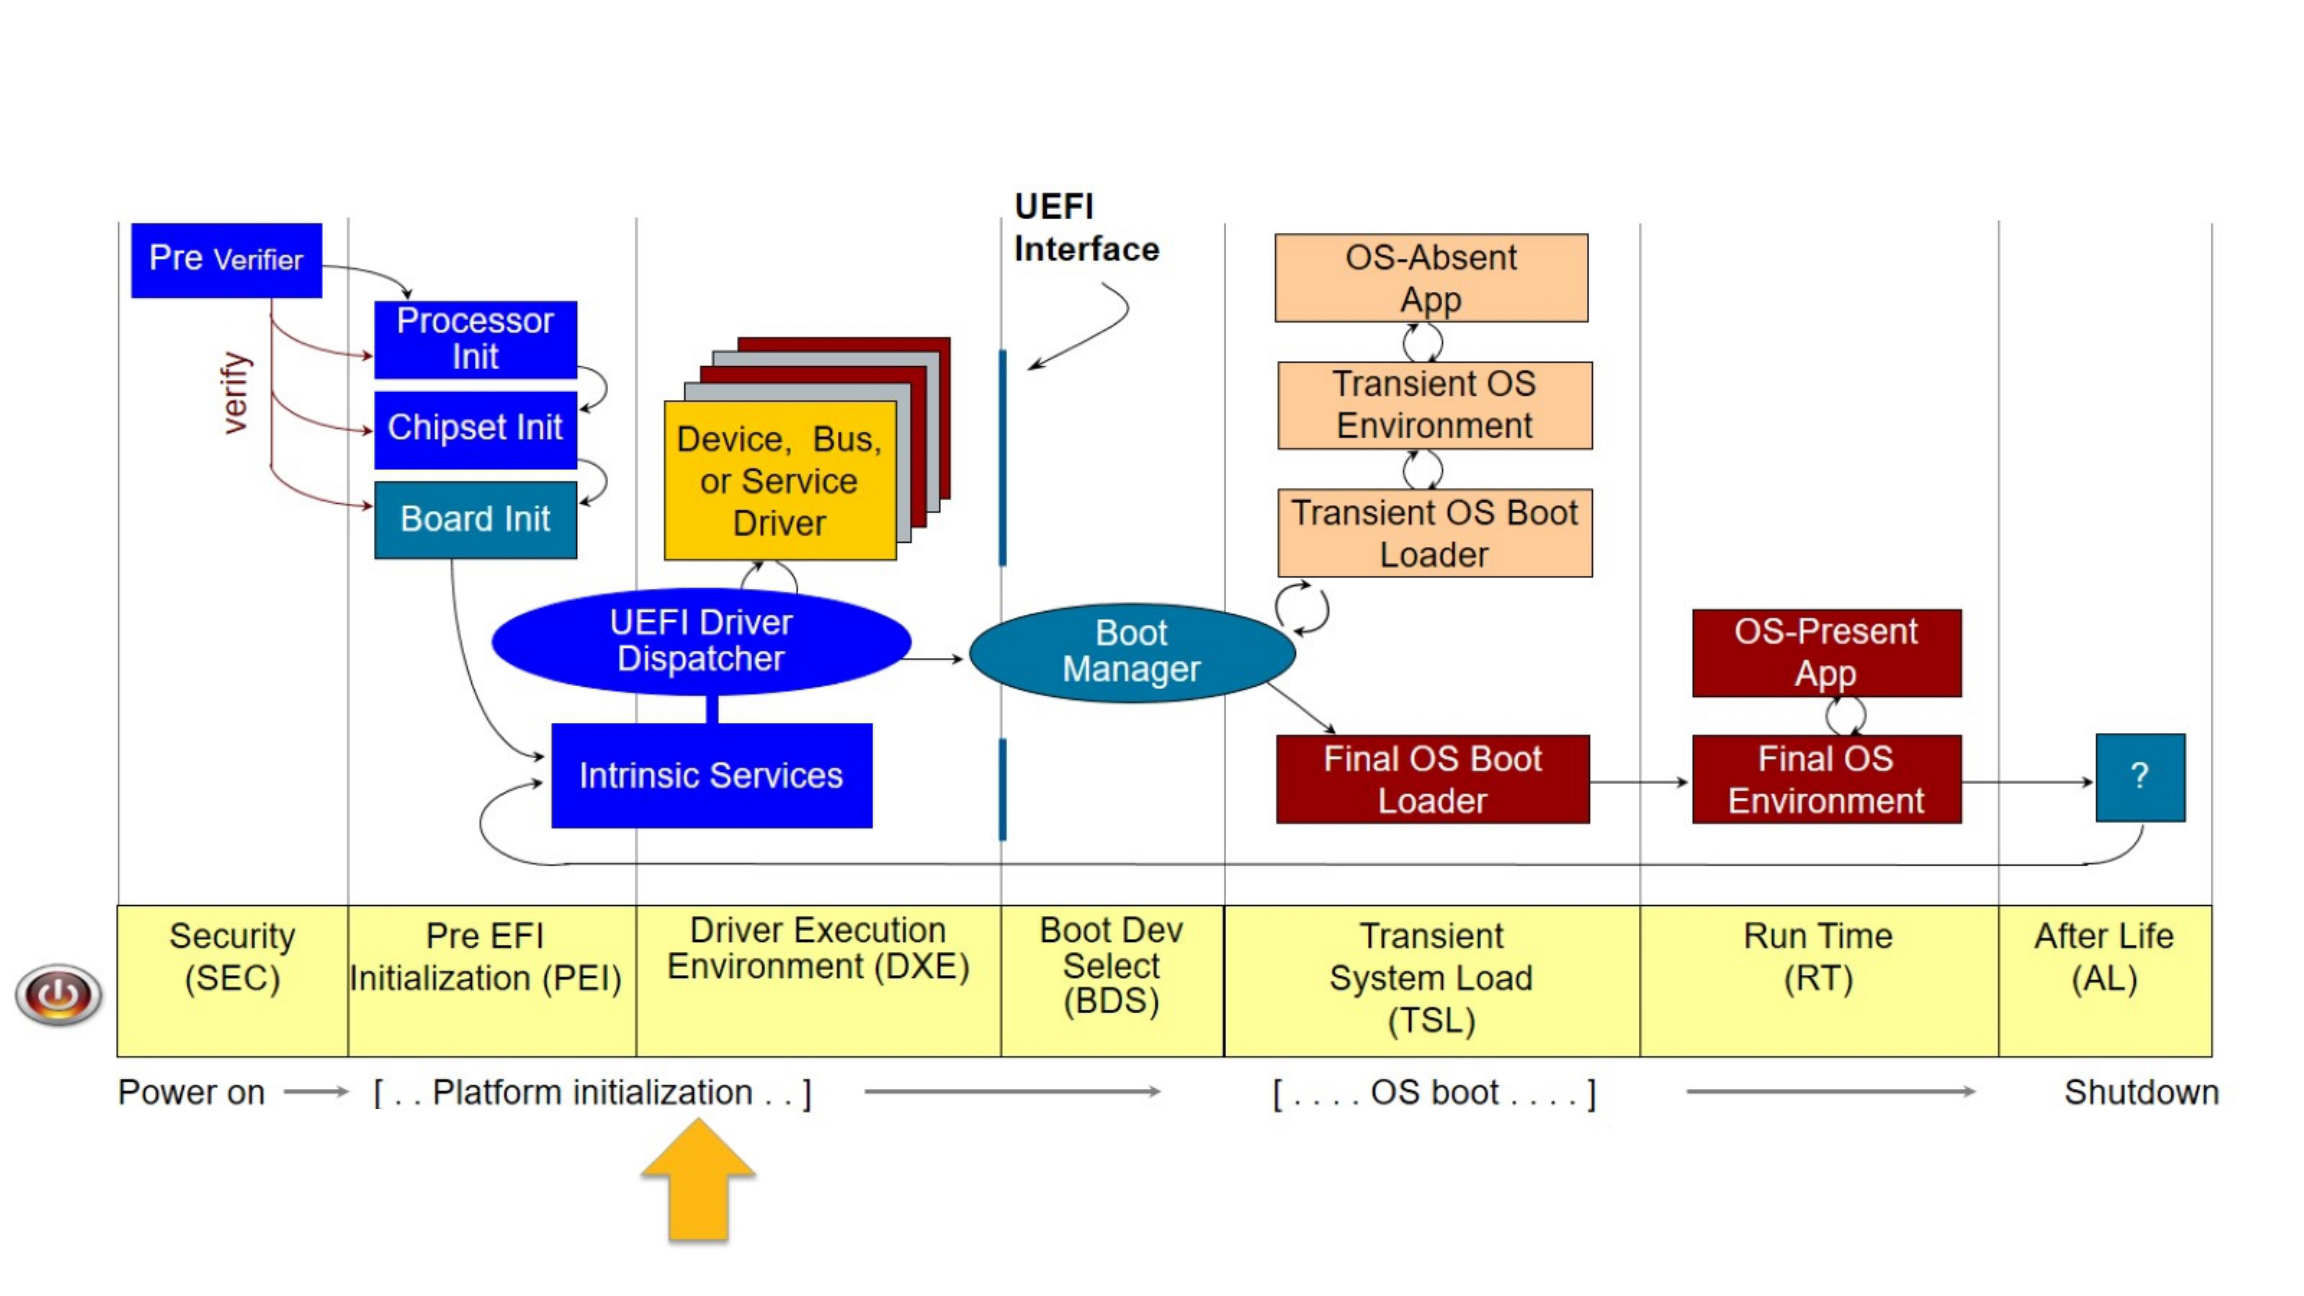 UEFI
Interface
Pre Verifier
verify
Processor
Init
Chipset Init
Board Init
Device, Bus,
or Service
Driver
UEFI Driver
Dispatcher
Intrinsic Services
Boot
Manager
OS-Absent
App
Transient OS
Environment
Transient OS Boot
Loader
Final OS Boot
Loader
OS-Present
App
Final OS
Environment
?
Security
(SEC)
Pre EFI
Initialization (PEI)
Driver Execution
Environment (DXE)
Boot Dev
Select
(BDS)
Transient
System Load
(TSL)
Run Time
(RT)
After Life
(AL)
Power on
[ . . Platform initialization . . ]
[ . . . . OS boot . . . . ]
Shutdown